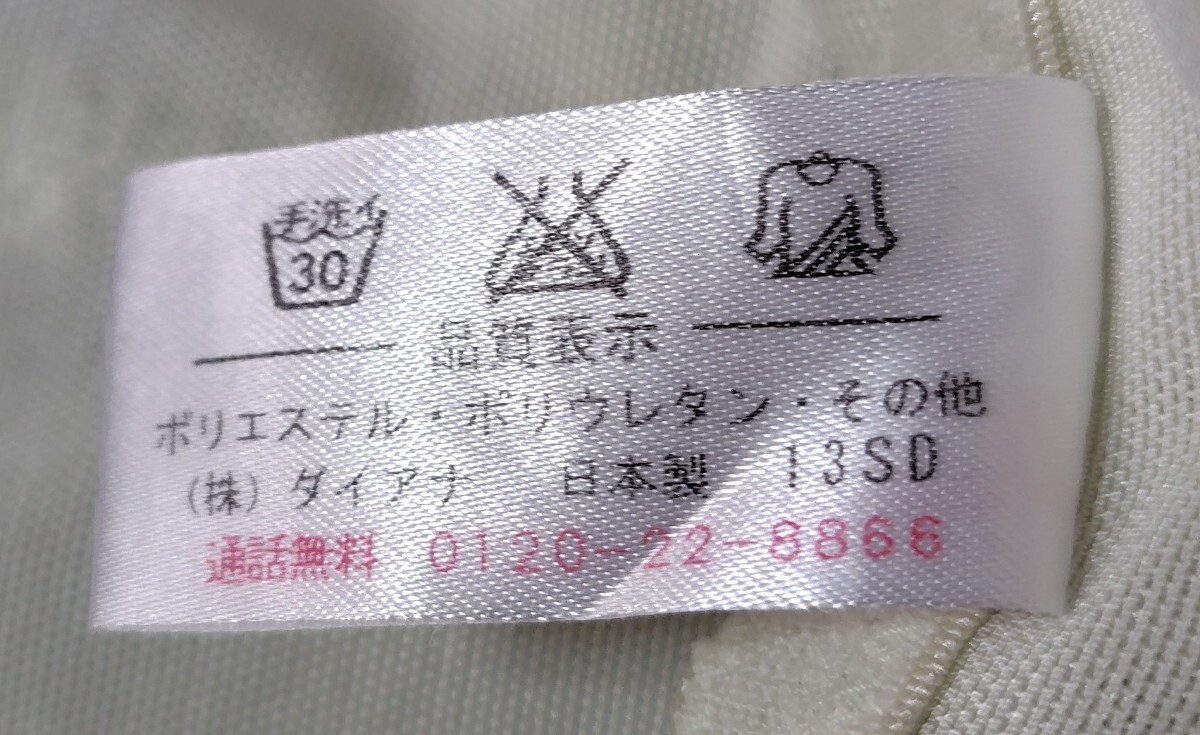 手洗イ
30
品質表示
ポリエステル・ポリウレタン・その他
(株)ダイアナ 日本製 13SD
通話無料 0120-22-8866